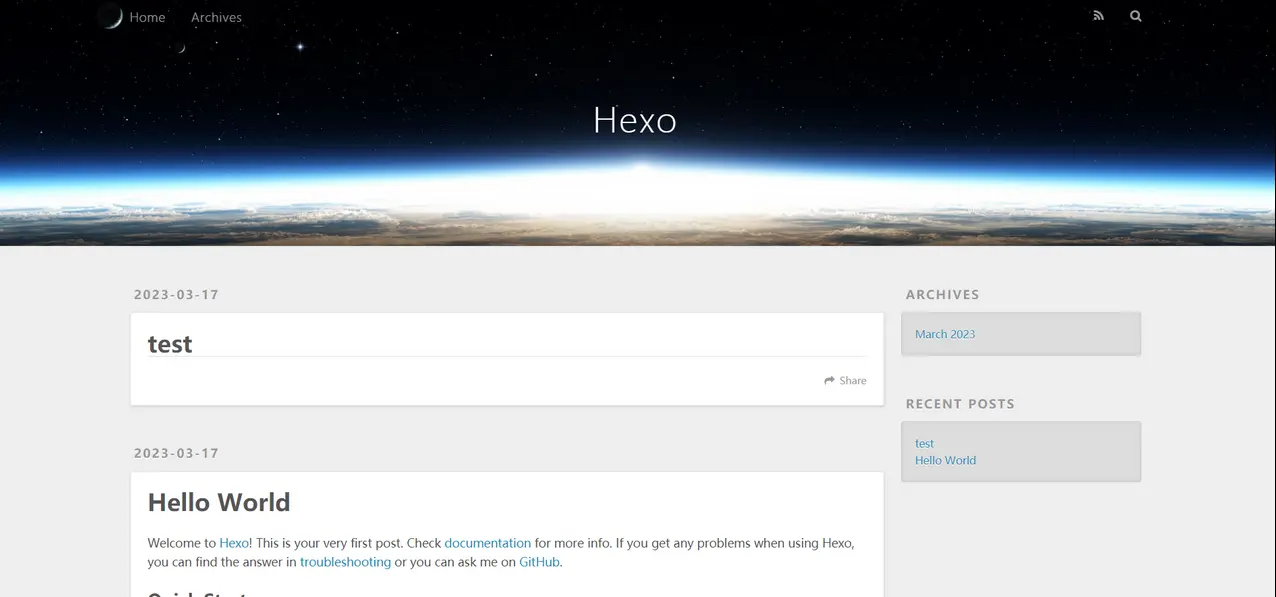 Home Archives
Hexo
2023-03-17
test
Share
2023-03-17
Hello World
Welcome to Hexo! This is your very first post. Check documentation for more info. If you get any problems when using Hexo,
you can find the answer in troubleshooting or you can ask me on GitHub.
Quick Start
ARCHIVES
March 2023
RECENT POSTS
test
Hello World